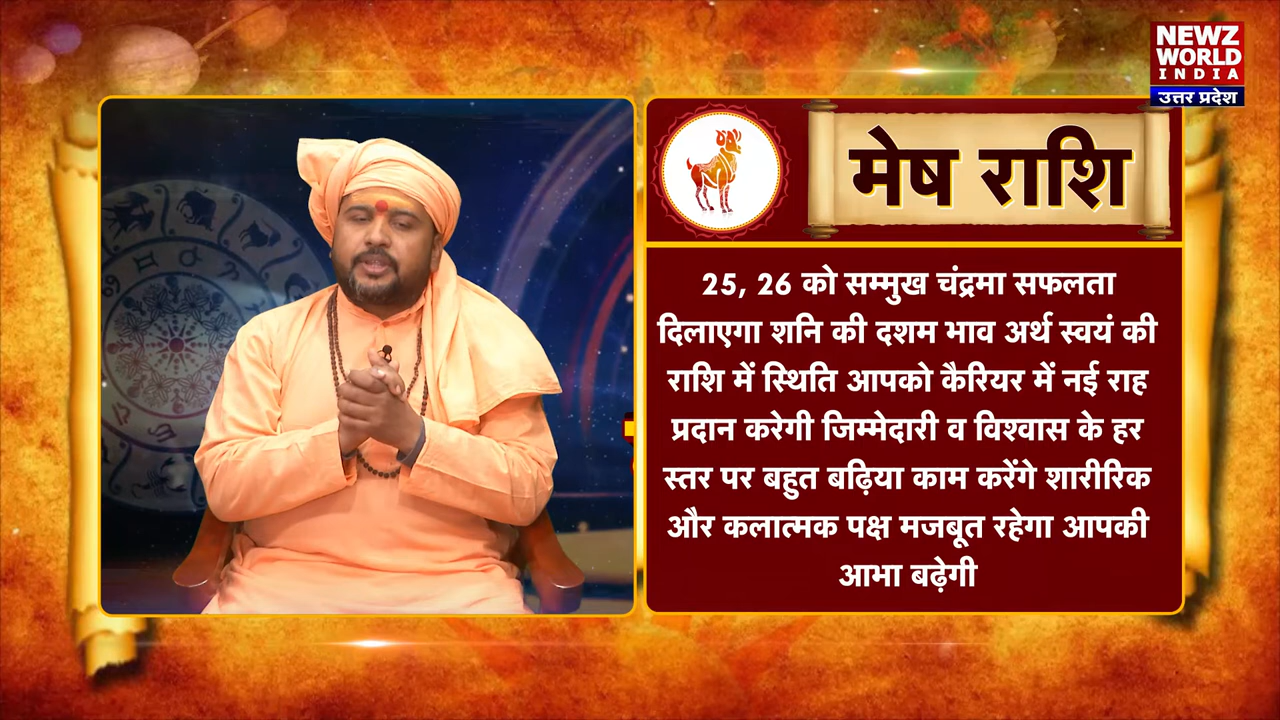 NEWZ
WORLD
INDIA
उत्तर प्रदेश
मेष राशि
25, 26 को सम्मुख चंद्रमा सफलता
दिलाएगा शनि की दशम भाव अर्थ स्वयं की
राशि में स्थिति आपको कैरियर में नई राह
प्रदान करेगी जिम्मेदारी व विश्वास के हर
स्तर पर बहुत बढ़िया काम करेंगे शारीरिक
और कलात्मक पक्ष मजबूत रहेगा आपकी
आभा बढ़ेगी